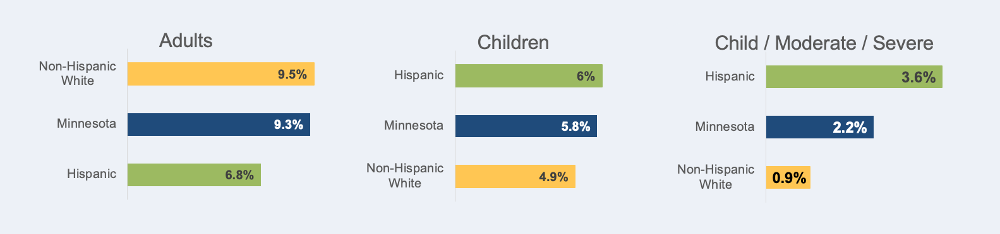 Adults
Non-Hispanic
White
9.5%
Minnesota
9.3%
Hispanic
6.8%
Children
Hispanic
6%
Minnesota
5.8%
Non-Hispanic
White
4.9%
Child / Moderate / Severe
Hispanic
3.6%
Minnesota
2.2%
Non-Hispanic
White
0.9%